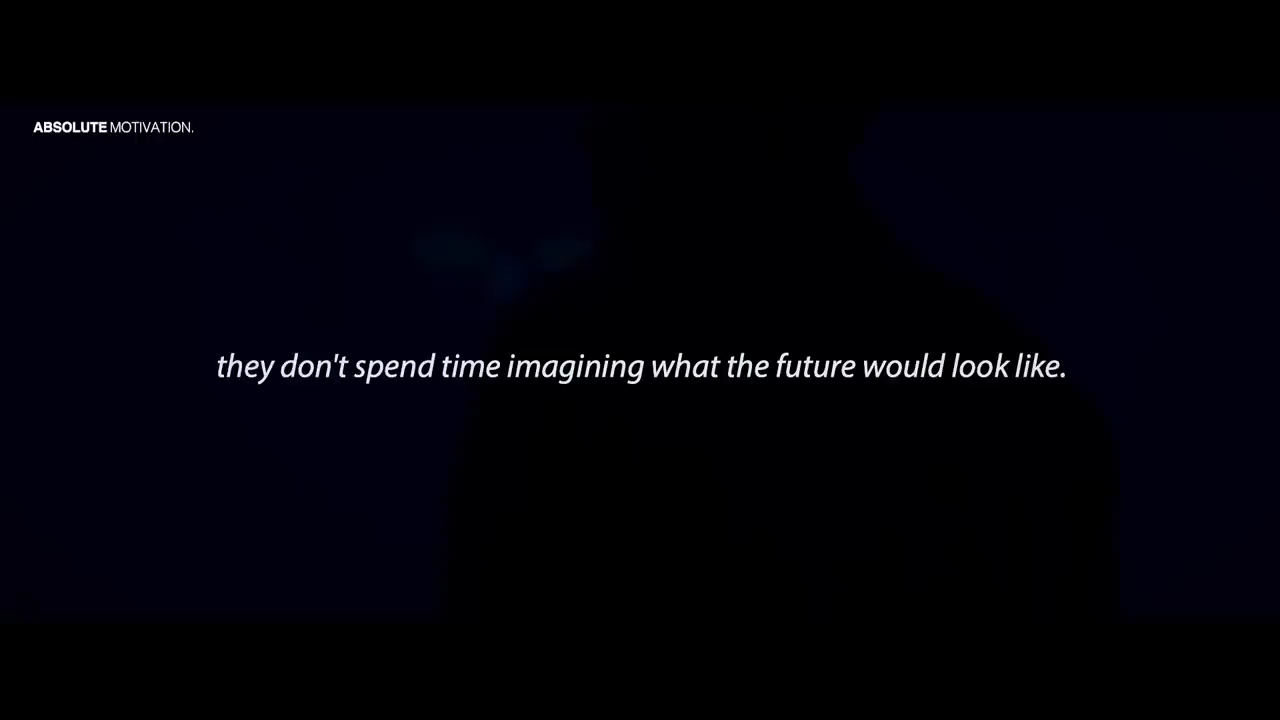 ABSOLUTE MOTIVATION.
they don't spend time imagining what the future would look like.